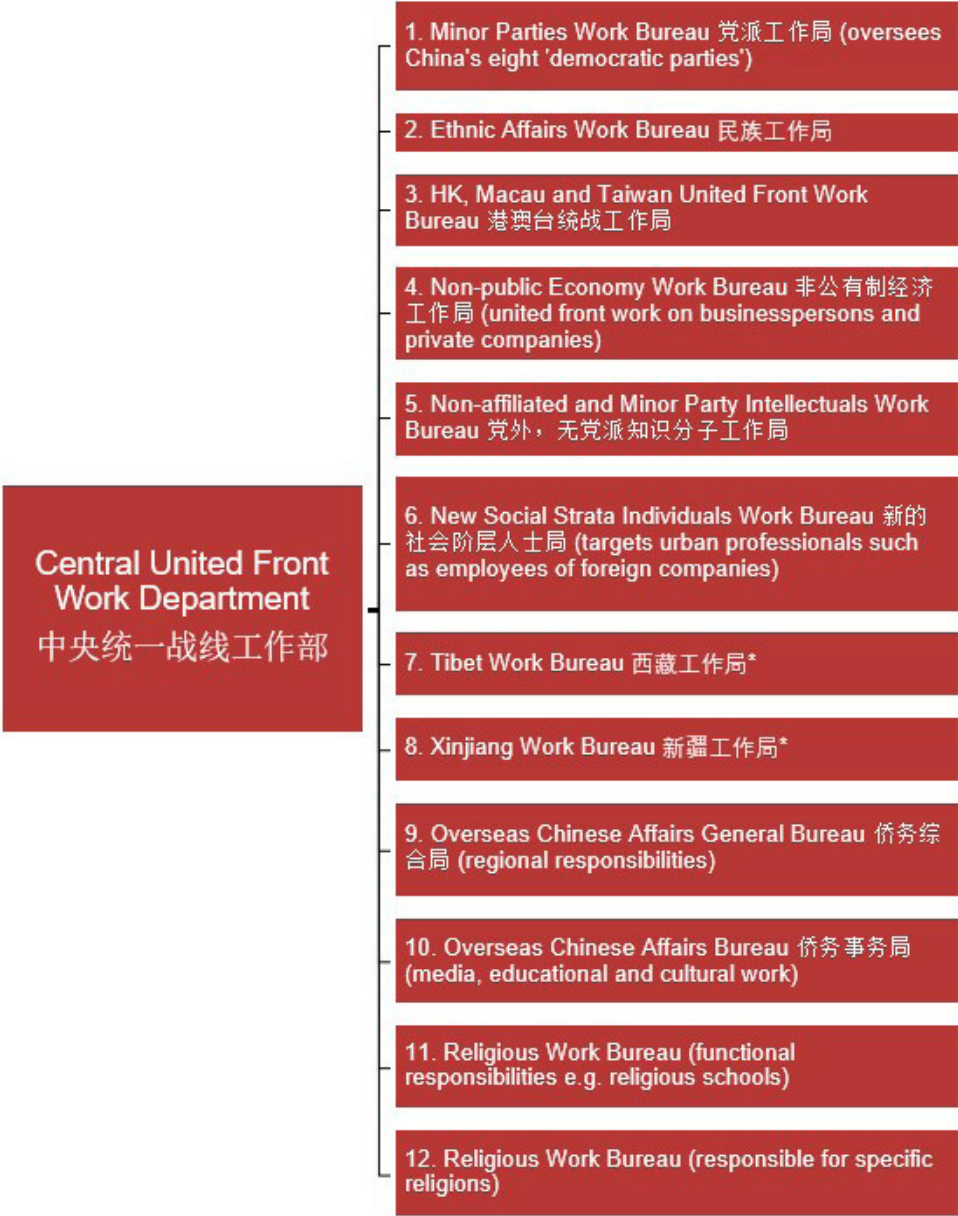 Central United Front
Work Department
中央统一战线工作部
1. Minor Parties Work Bureau 党派工作局 (oversees
China's eight 'democratic parties')
2. Ethnic Affairs Work Bureau 民族工作局
3. HK, Macau and Taiwan United Front Work
Bureau 港澳台统战工作局
4. Non-public Economy Work Bureau 非公有制经济
工作局 (united front work on businesspersons and
private companies)
5. Non-affiliated and Minor Party Intellectuals Work
Bureau 党外，无党派知识分子工作局
6. New Social Strata Individuals Work Bureau 新的
社会阶层人士局 (targets urban professionals such
as employees of foreign companies)
7. Tibet Work Bureau 西藏工作局*
8. Xinjiang Work Bureau 新疆工作局*
9. Overseas Chinese Affairs General Bureau 侨务综
合局 (regional responsibilities)
10. Overseas Chinese Affairs Bureau 侨务事务局
(media, educational and cultural work)
11. Religious Work Bureau (functional
responsibilities e.g. religious schools)
12. Religious Work Bureau (responsible for specific
religions)